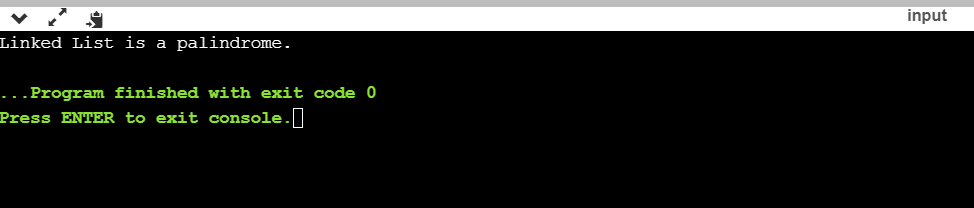 input
Linked List is a palindrome.
...Program finished with exit code 0
Press ENTER to exit console.